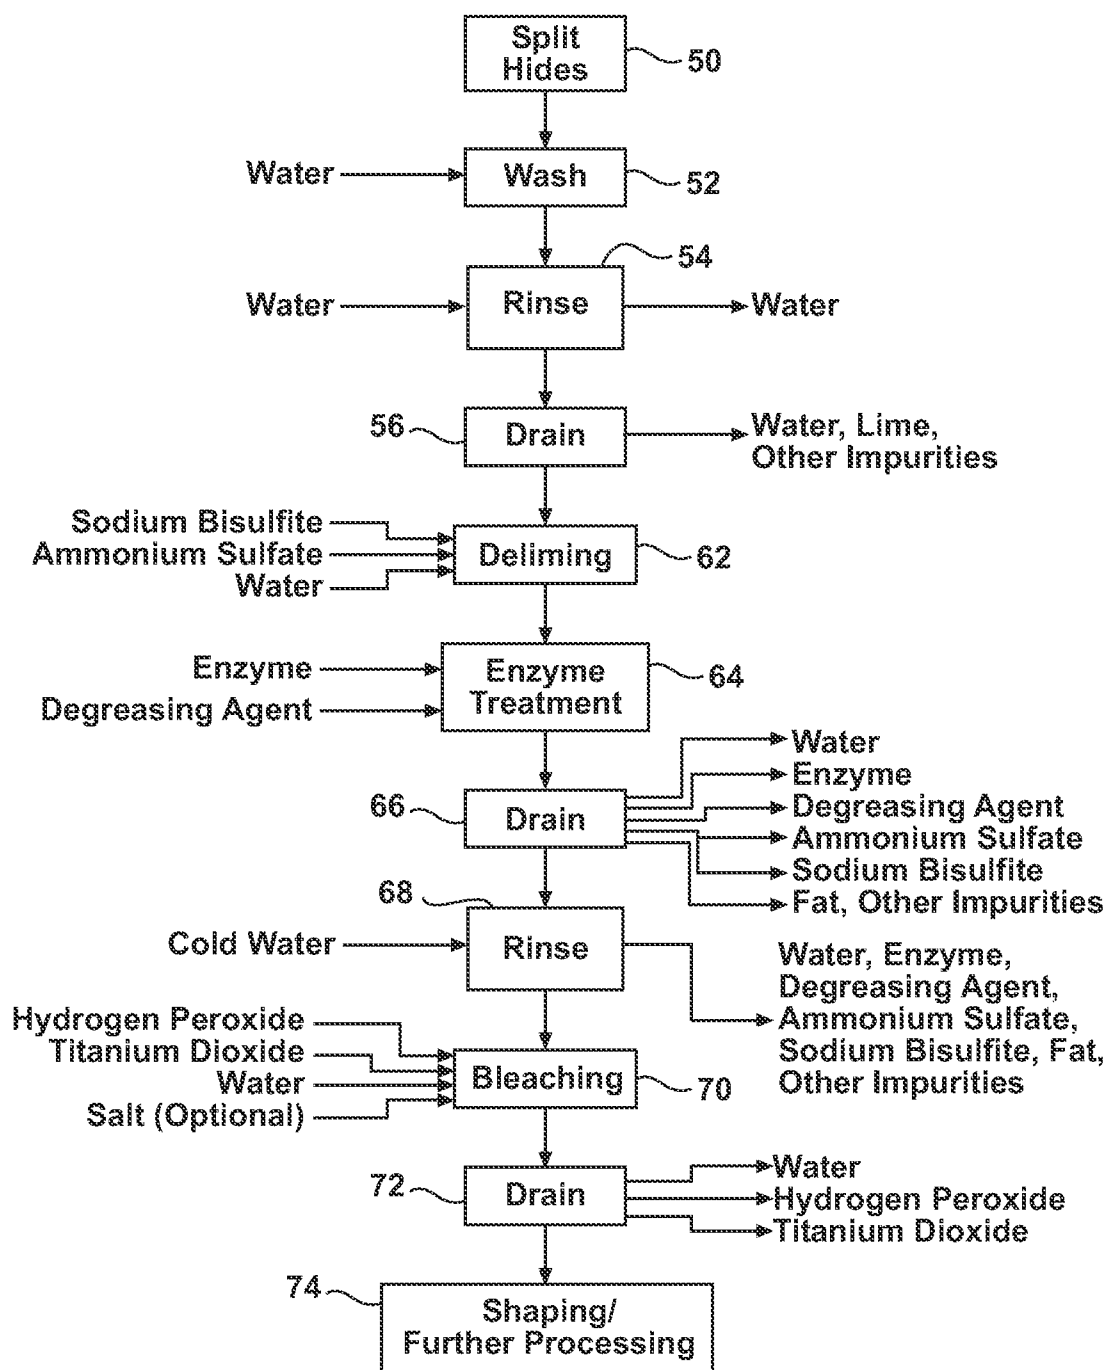 Split
Hides
50
Water
Wash
52
54
Water
Rinse
Water
56
Drain
Water, Lime,
Other Impurities
Sodium Bisulfite
Ammonium Sulfate
Water
Deliming
62
Enzyme
Degreasing Agent
Enzyme
Treatment
64
66
Drain
Water
Enzyme
Degreasing Agent
Ammonium Sulfate
Sodium Bisulfite
Fat, Other Impurities
68
Cold Water
Rinse
Water, Enzyme,
Degreasing Agent,
Ammonium Sulfate,
Sodium Bisulfite, Fat,
Other Impurities
Hydrogen Peroxide
Titanium Dioxide
Water
Salt (Optional)
Bleaching
70
72
Drain
Water
Hydrogen Peroxide
Titanium Dioxide
74
Shaping/
Further Processing